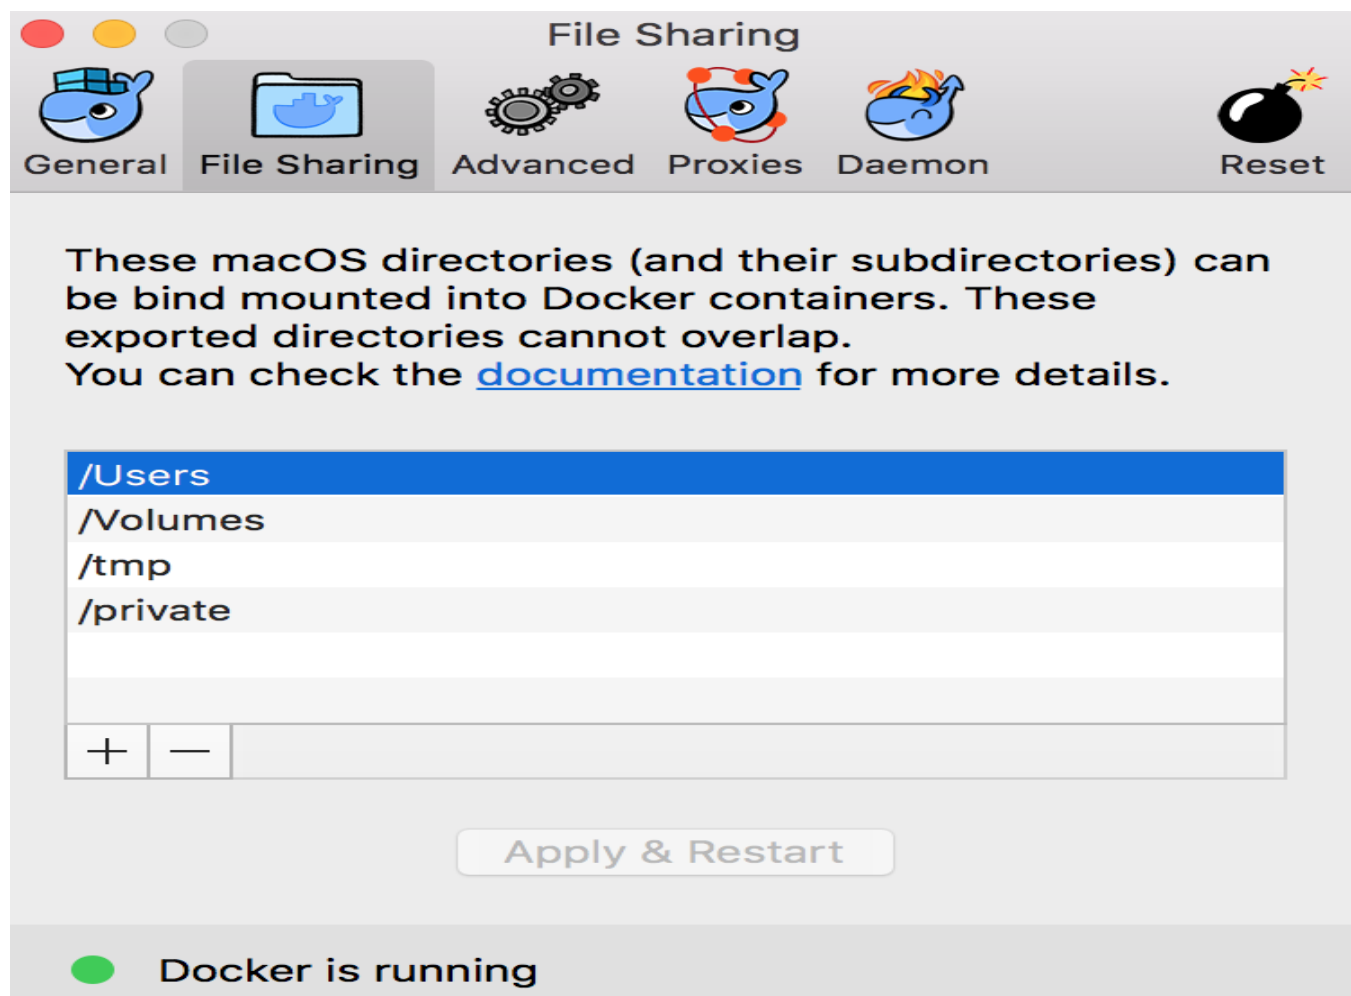 File Sharing
General File Sharing Advanced Proxies Daemon Reset
These macOS directories (and their subdirectories) can
be bind mounted into Docker containers. These
exported directories cannot overlap.
You can check the documentation for more details.
/Users
/Volumes
/tmp
/private
Apply & Restart
Docker is running